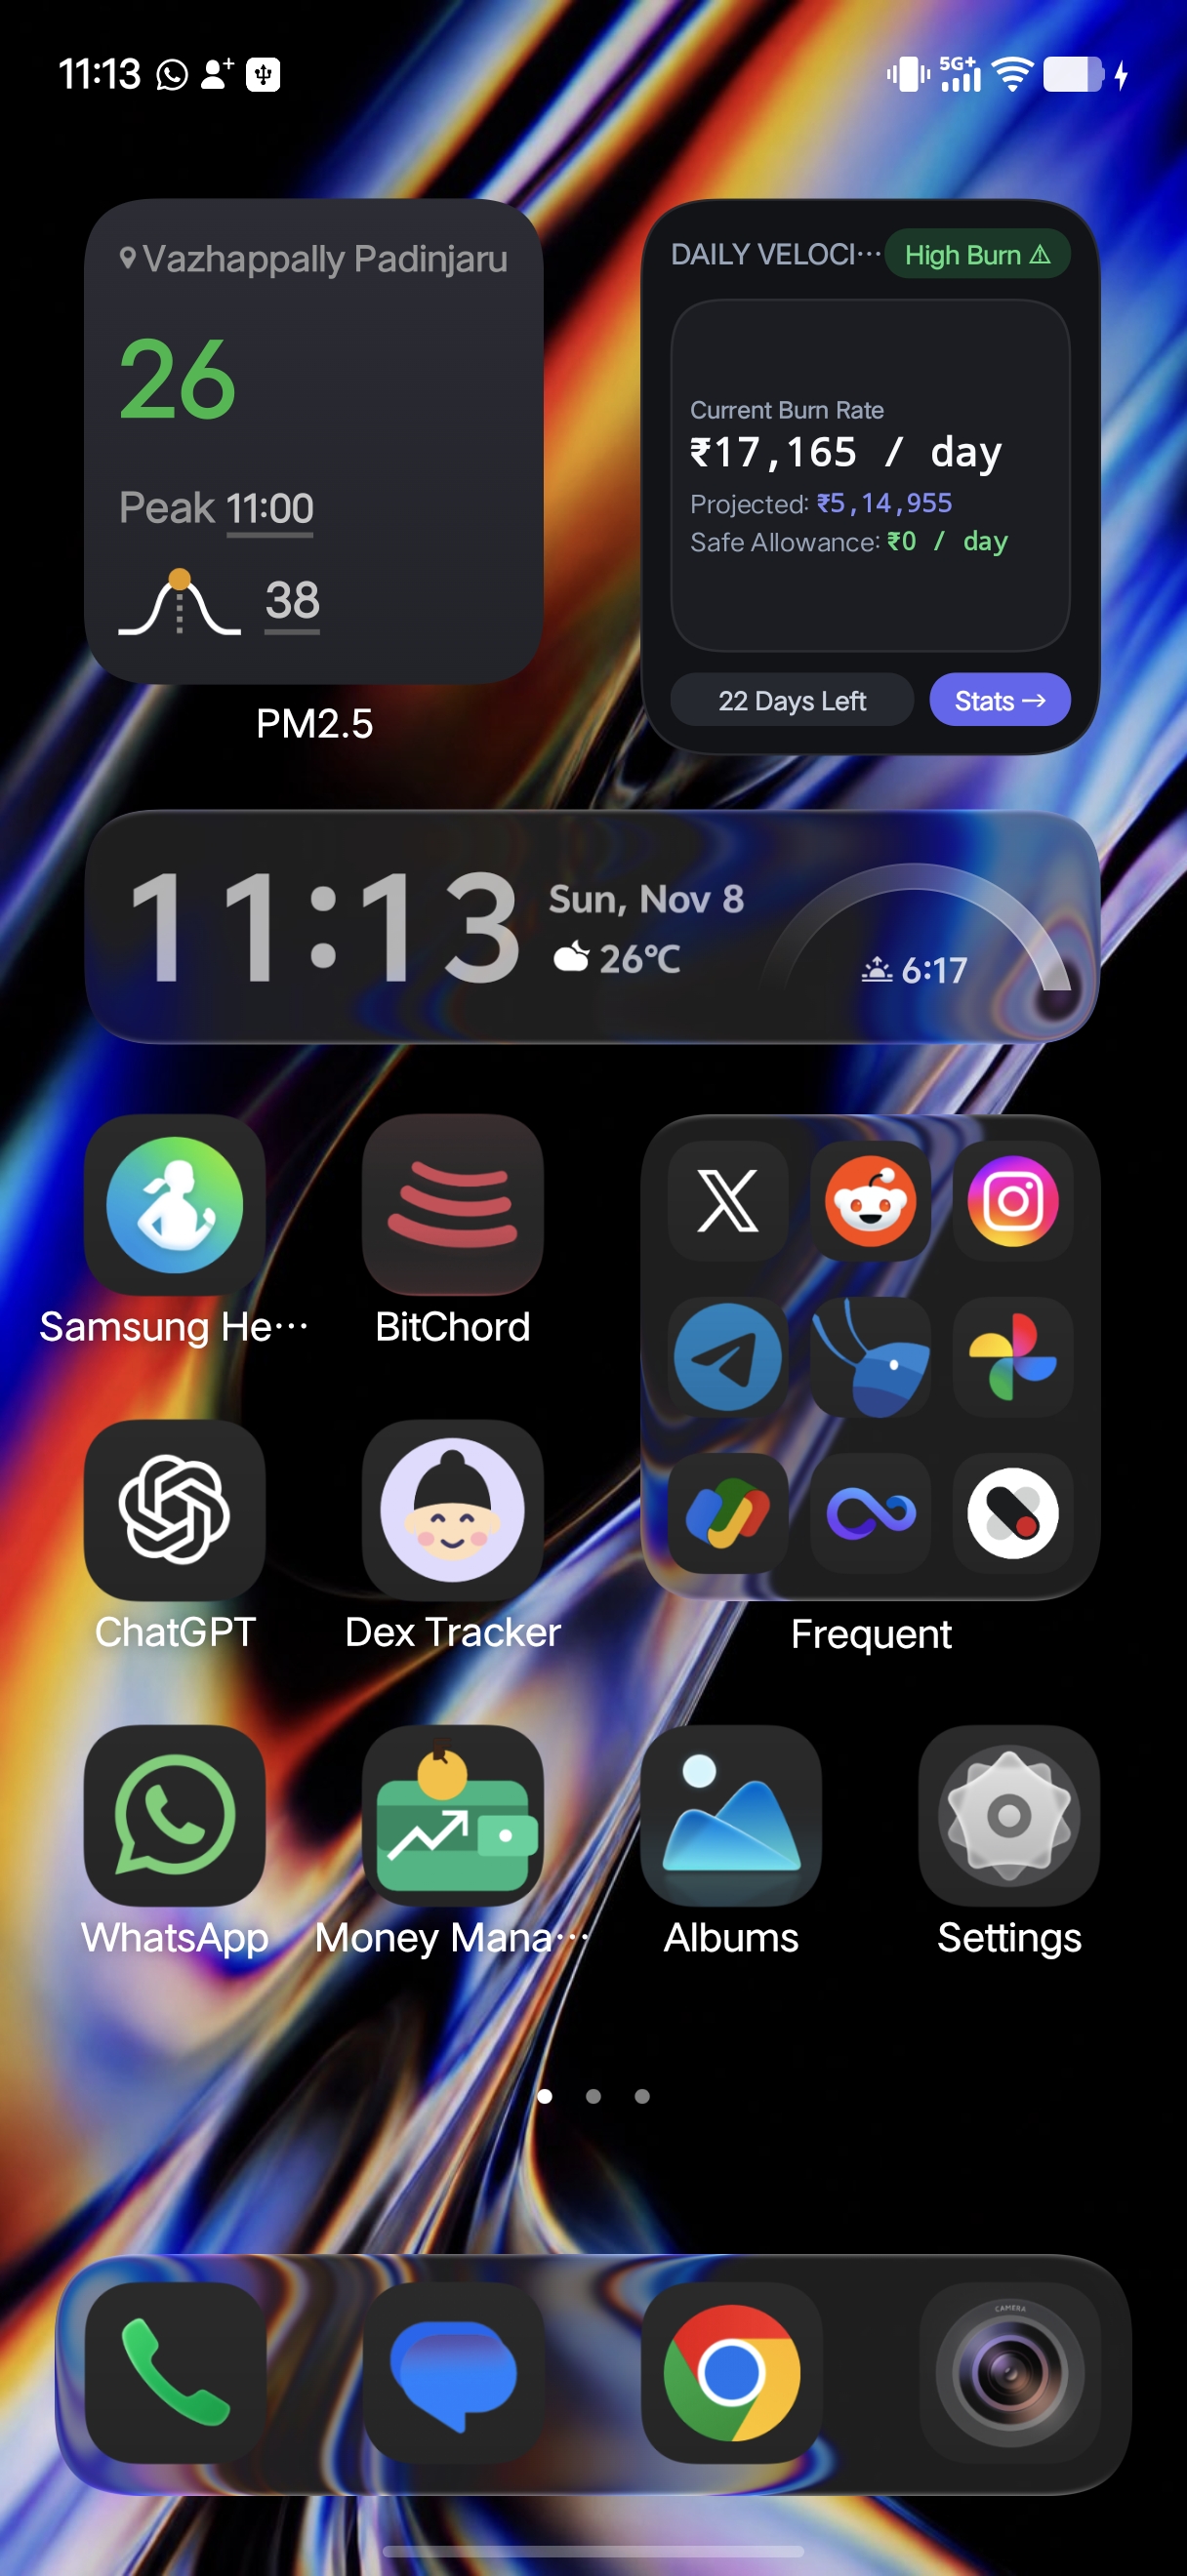 11:13
5G+
Vazhappally Padinjaru
26
Peak 11:00
38
PM2.5
DAILY VELOCI···
High Burn ⚠
Current Burn Rate
₹17,165 / day
Projected: ₹5,14,955
Safe Allowance: ₹0 / day
22 Days Left
Stats →
11:13
Sun, Nov 8
26°C
6:17
Samsung He···
BitChord
ChatGPT
Dex Tracker
Frequent
WhatsApp
Money Mana···
Albums
Settings
CAMERA